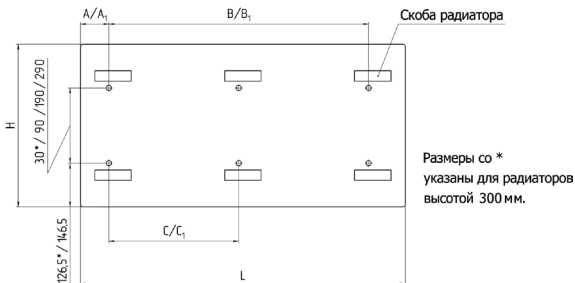 A/A₁
B/B₁
Скоба радиатора
H
30*/ 90 /190/290
Размеры со *
указаны для радиаторов
высотой 300 мм.
126,5*/ 146,5
C/C₁
L